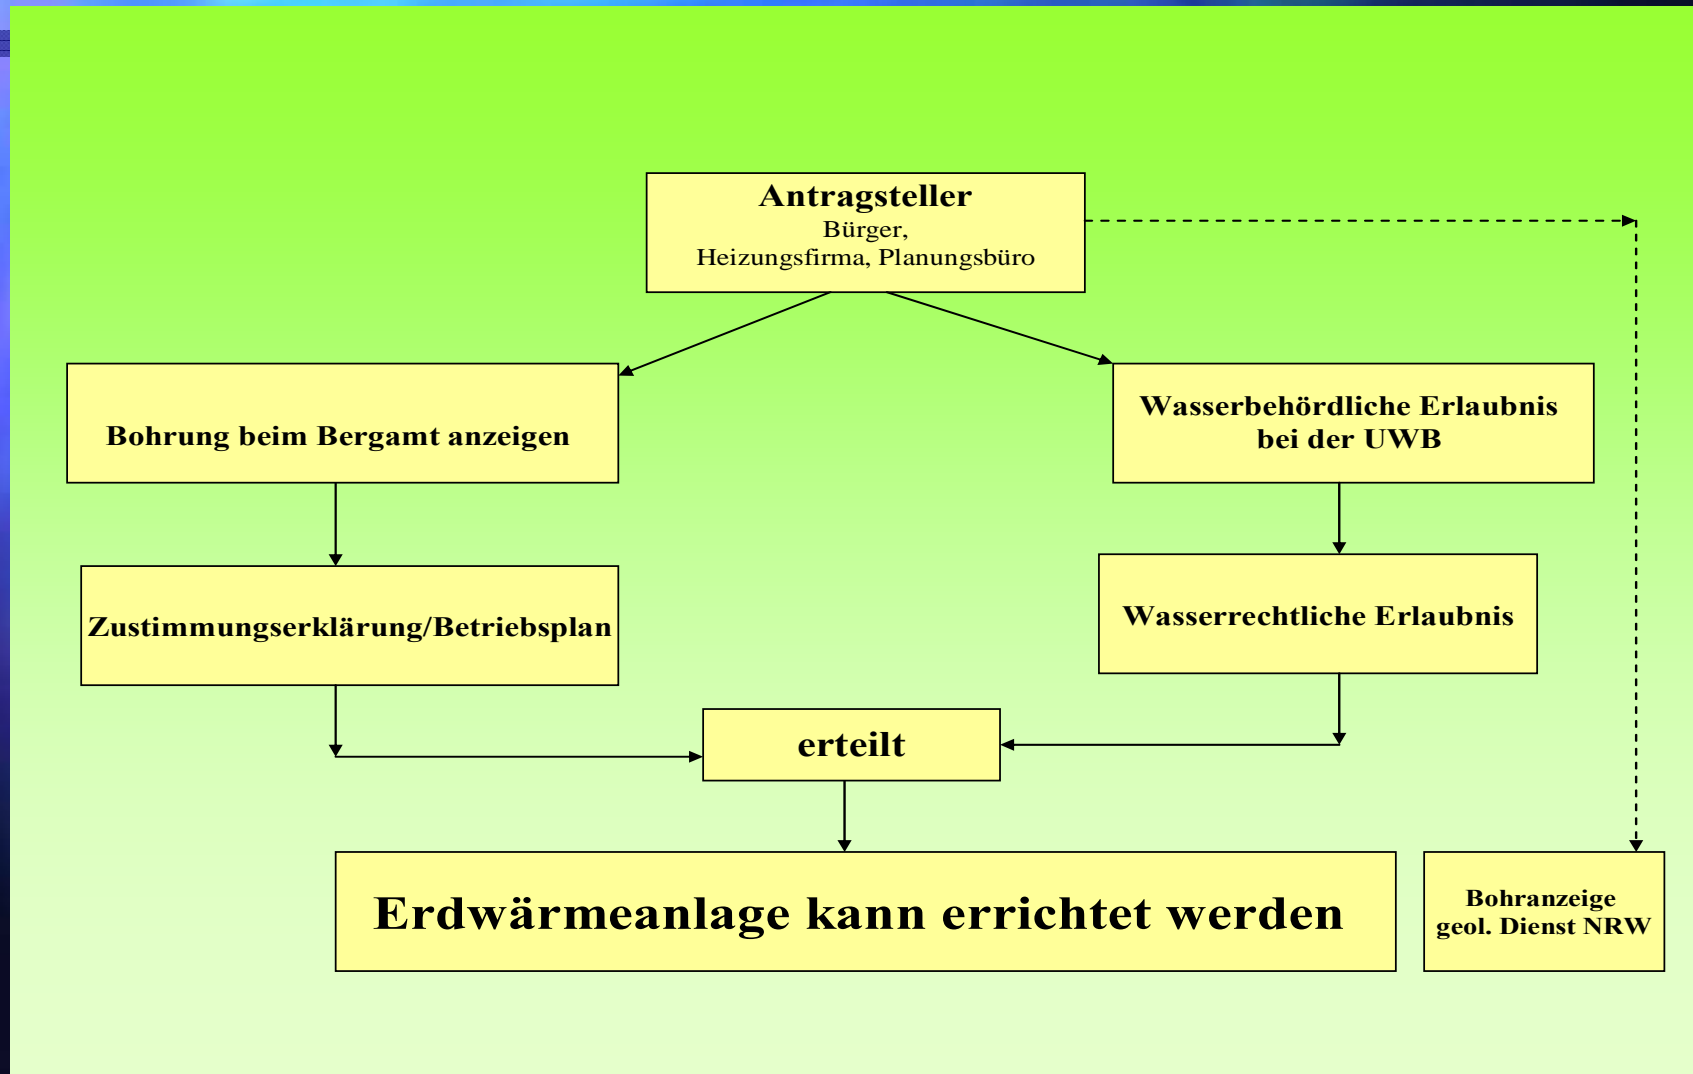 Antragsteller
Bürger,
Heizungsfirma, Planungsbüro
Bohrung beim Bergamt anzeigen
Wasserbehördliche Erlaubnis
bei der UWB
Zustimmungserklärung/Betriebsplan
Wasserrechtliche Erlaubnis
erteilt
Erdwärmeanlage kann errichtet werden
Bohranzeige
geol. Dienst NRW